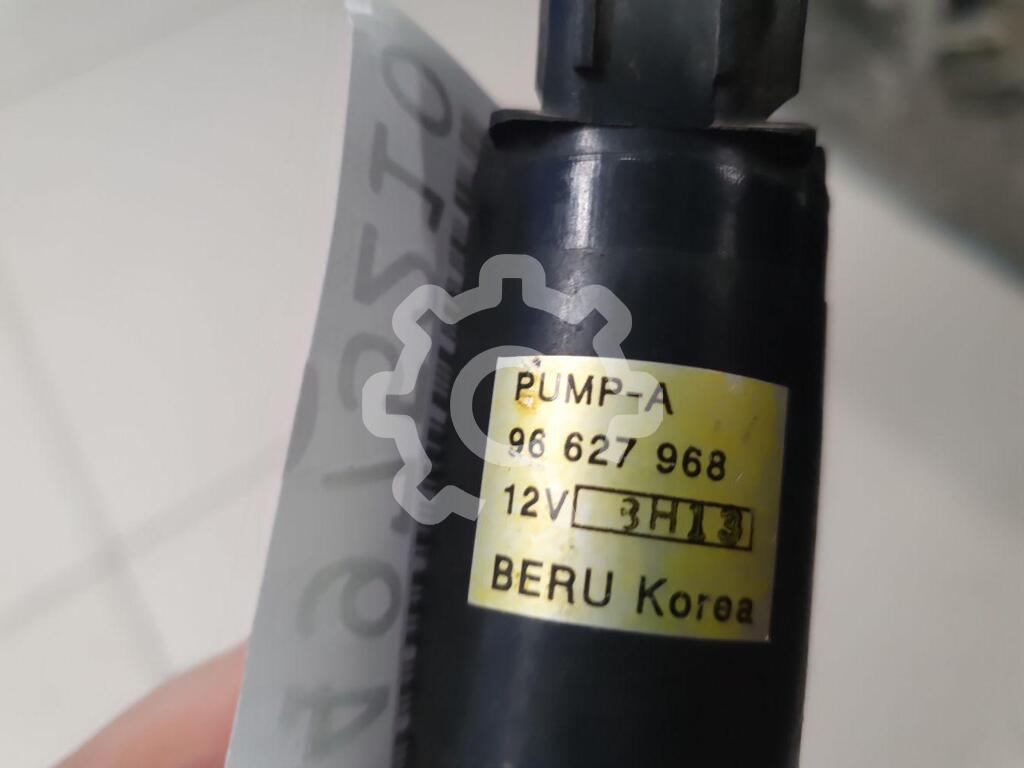 PUMP-A
96 627 968
12V 3H13
BERU Korea